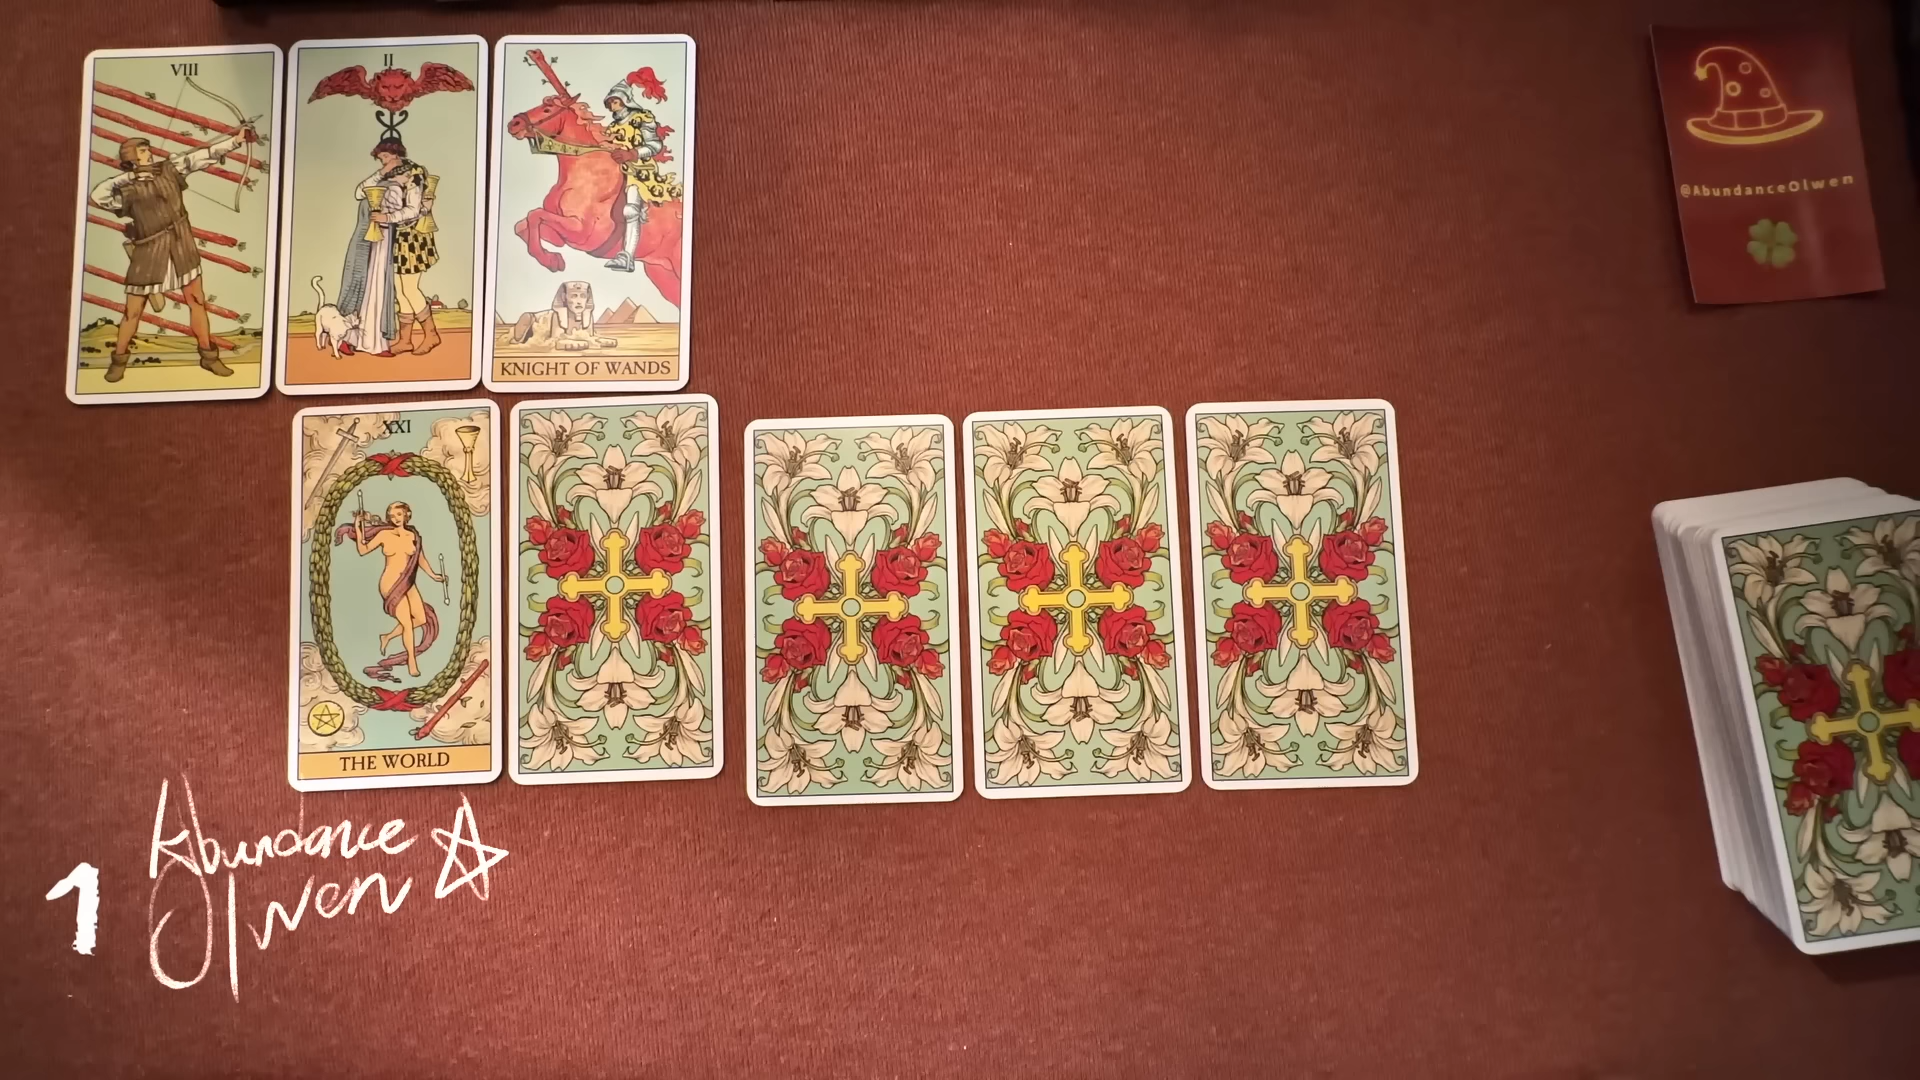 VIII
II
KNIGHT OF WANDS
XXI
THE WORLD
@AbundanceOlwen
1
Abundance
Olwen